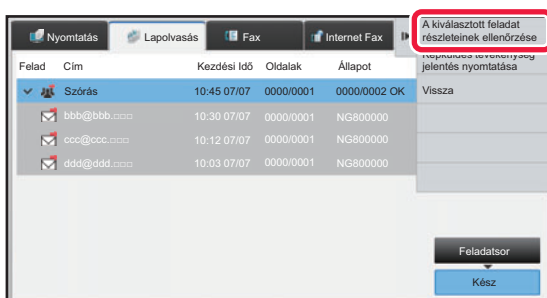 Nyomtatás Lapolvasás Fax Internet Fax
A kiválasztott feladat
részleteinek ellenőrzése
Képküldés tevékenység
jelentés nyomtatása
Felad Cím Kezdési Idő Oldalak Állapot
Szórás 10:45 07/07 0000/0001 0000/0002 OK
Vissza
bbb@bbb.□□□ 10:30 07/07 0000/0001 NG800000
ccc@ccc.□□□ 10:12 07/07 0000/0001 NG800000
ddd@ddd.□□□ 10:03 07/07 0000/0001 NG800000
Feladatsor
Kész